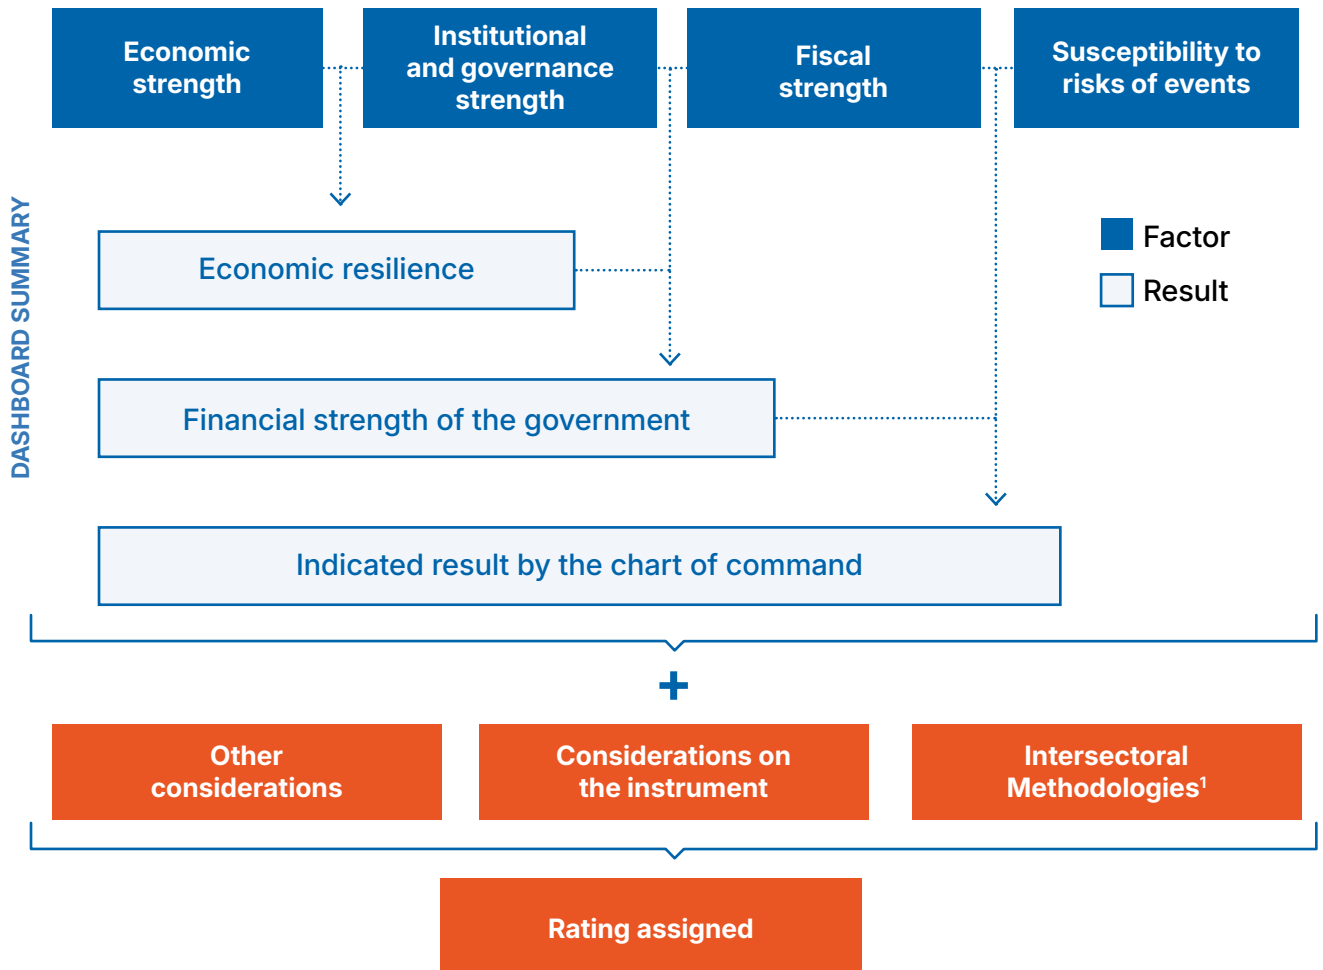 Economic
strength
Institutional
and governance
strength
Fiscal
strength
Susceptibility to
risks of events
DASHBOARD SUMMARY
Factor
Result
Economic resilience
Financial strength of the government
Indicated result by the chart of command
+
Other
considerations
Considerations on
the instrument
Intersectoral
Methodologies¹
Rating assigned